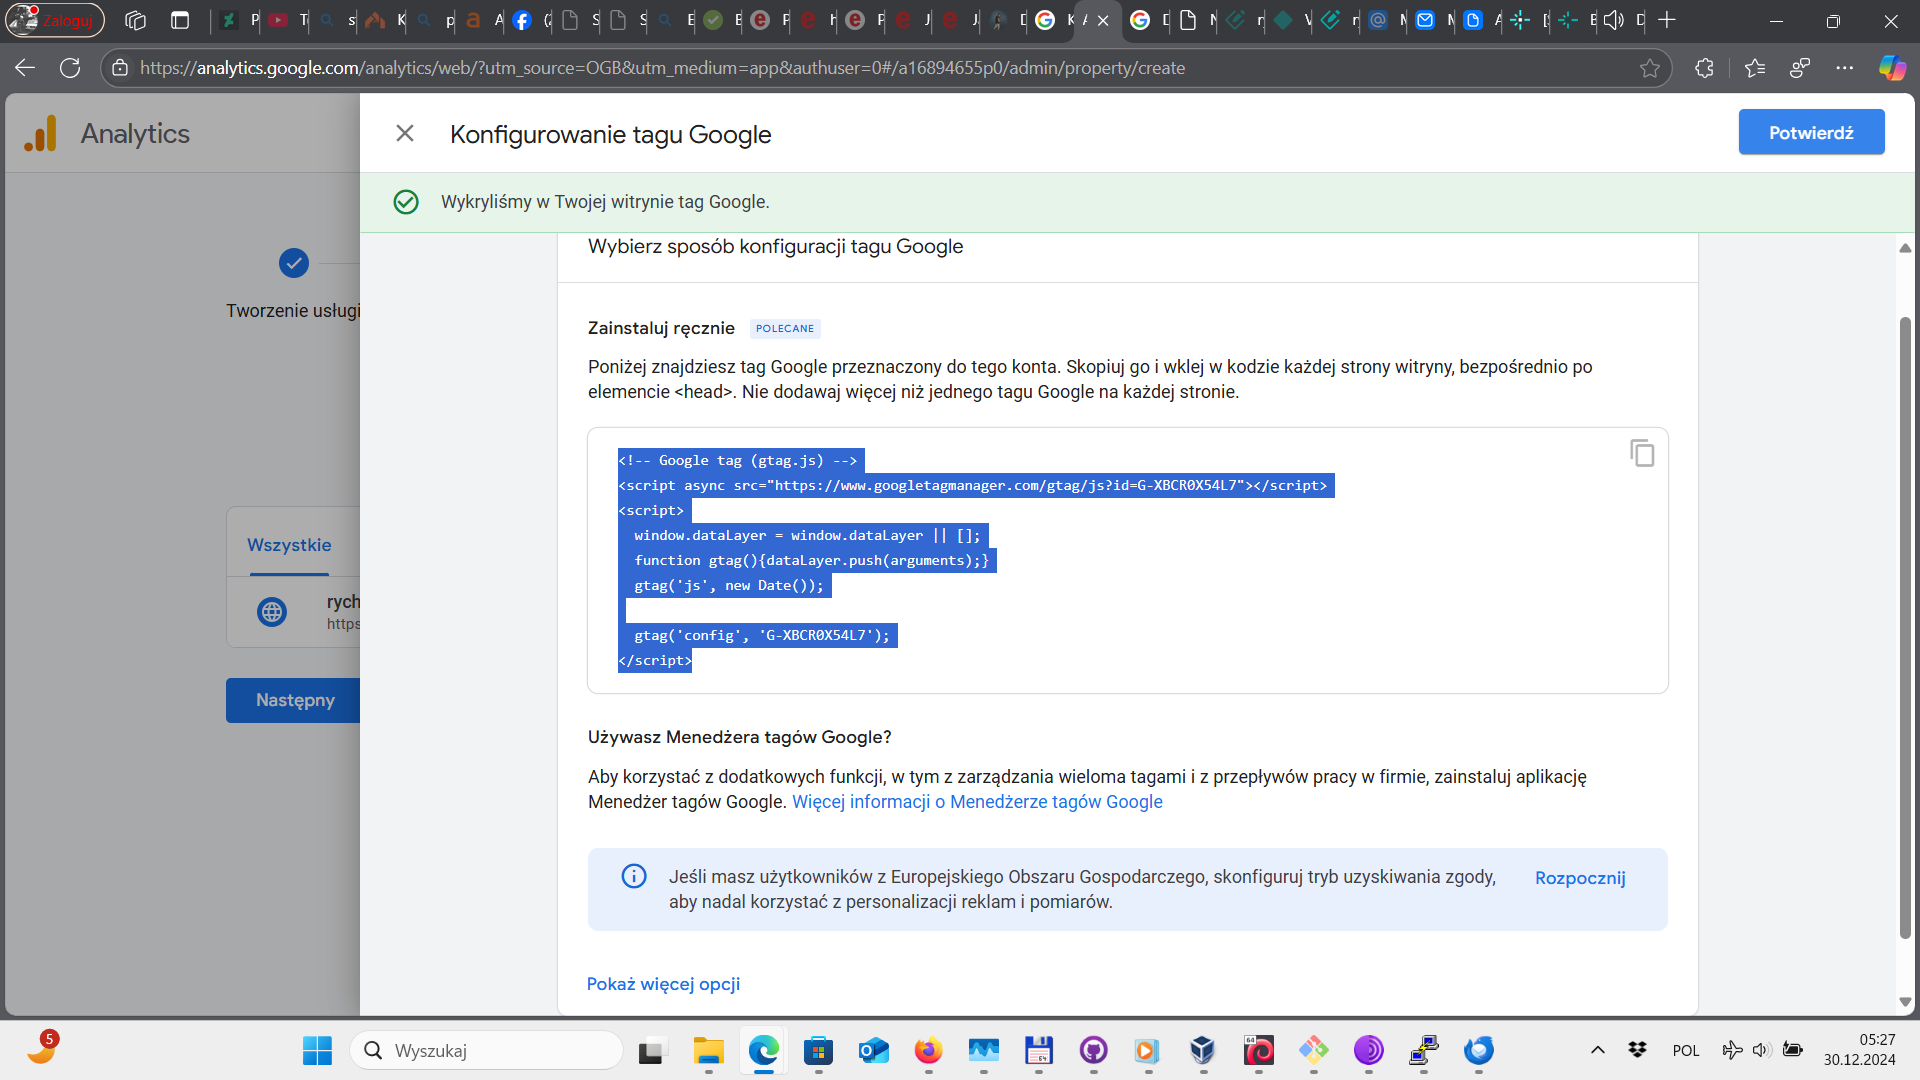 Zaloguj
https://analytics.google.com/analytics/web/?utm_source=OGB&utm_medium=app&authuser=0#/a16894655p0/admin/property/create
Analytics
Konfigurowanie tagu Google
Potwierdź
Wykryliśmy w Twojej witrynie tag Google.
Wybierz sposób konfiguracji tagu Google
Tworzenie usługi
Zainstaluj ręcznie POLECANE
Poniżej znajdziesz tag Google przeznaczony do tego konta. Skopiuj go i wklej w kodzie każdej strony witryny, bezpośrednio po
elemencie <head>. Nie dodawaj więcej niż jednego tagu Google na każdej stronie.
<!-- Google tag (gtag.js) -->
<script async src="https://www.googletagmanager.com/gtag/js?id=G-XBCR0X54L7"></script>
<script>
window.dataLayer = window.dataLayer || [];
function gtag(){dataLayer.push(arguments);}
gtag('js', new Date());
gtag('config', 'G-XBCR0X54L7');
</script>
Wszystkie
rych
https
Następny
Używasz Menedżera tagów Google?
Aby korzystać z dodatkowych funkcji, w tym z zarządzania wieloma tagami i z przepływów pracy w firmie, zainstaluj aplikację
Menedżer tagów Google. Więcej informacji o Menedżerze tagów Google
Jeśli masz użytkowników z Europejskiego Obszaru Gospodarczego, skonfiguruj tryb uzyskiwania zgody,
aby nadal korzystać z personalizacji reklam i pomiarów.
Rozpocznij
Pokaż więcej opcji
5
Wyszukaj
64
64
POL
05:27
30.12.2024